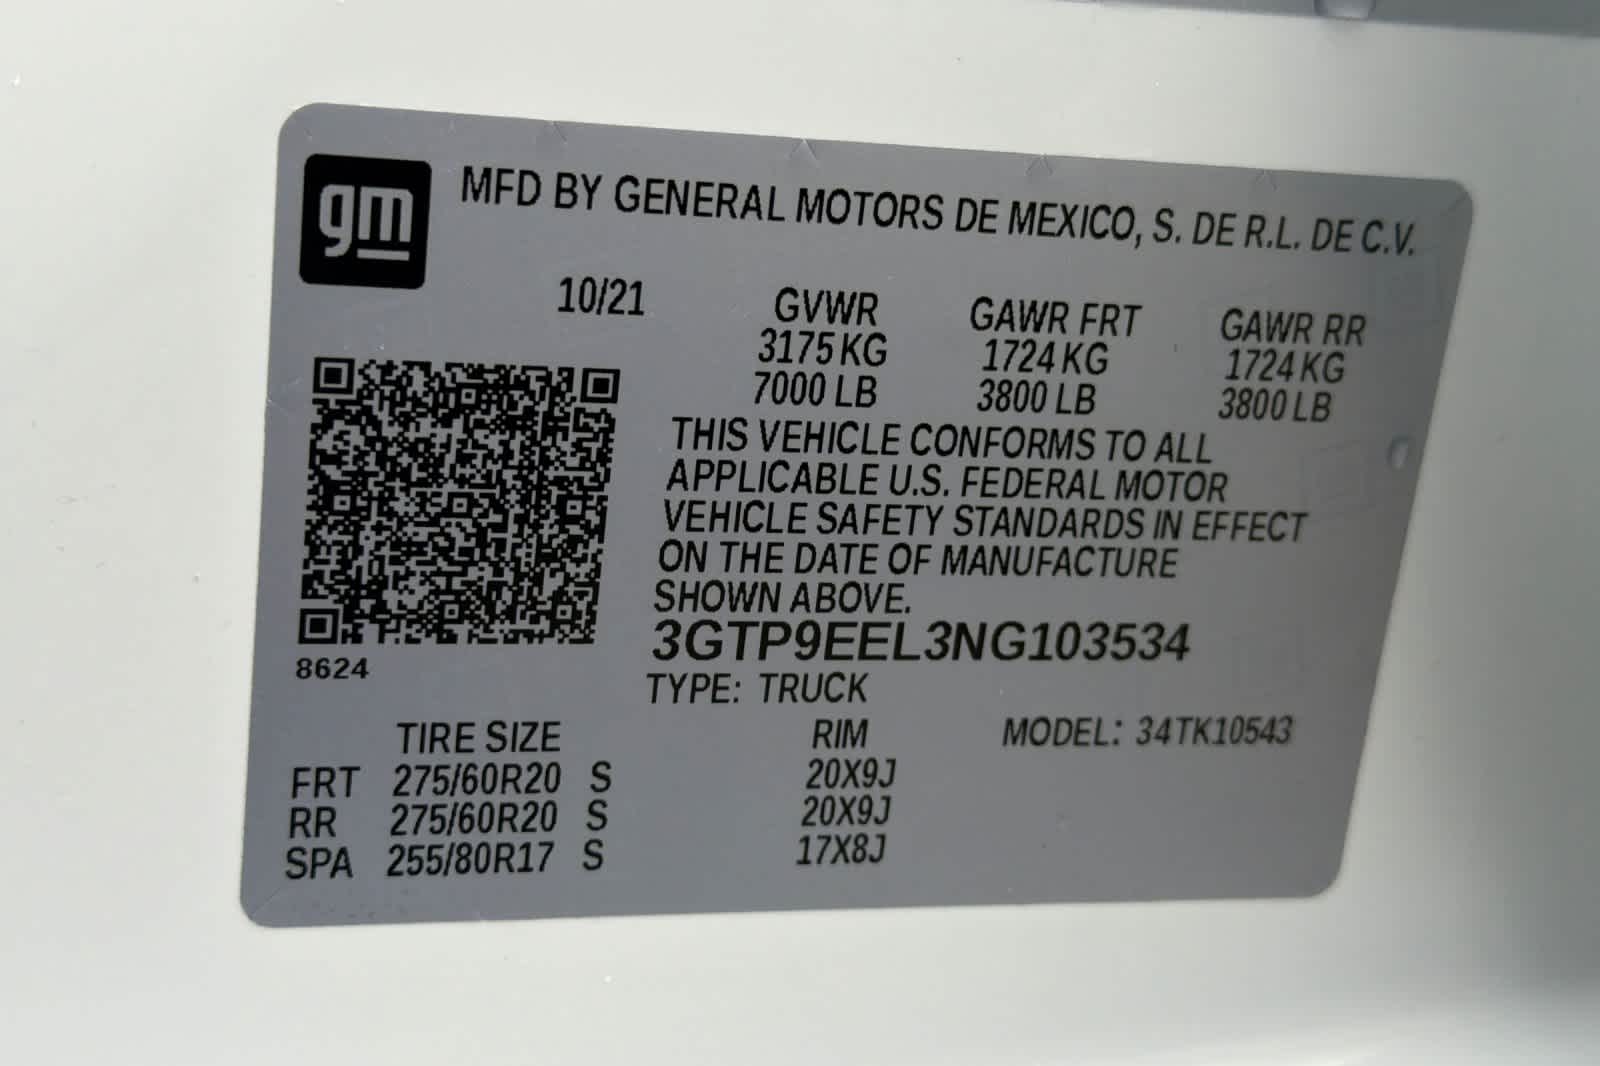 gm
MFD BY GENERAL MOTORS DE MEXICO, S. DE R.L. DE C.V.
10/21 GVWR GAWR FRT GAWR RR
3175 KG 1724 KG 1724 KG
7000 LB 3800 LB 3800 LB
THIS VEHICLE CONFORMS TO ALL
APPLICABLE U.S. FEDERAL MOTOR
VEHICLE SAFETY STANDARDS IN EFFECT
ON THE DATE OF MANUFACTURE
SHOWN ABOVE.
3GTP9EEL3NG103534
8624
TYPE: TRUCK
TIRE SIZE RIM MODEL: 34TK10543
FRT 275/60R20 S 20X9J
RR 275/60R20 S 20X9J
SPA 255/80R17 S 17X8J